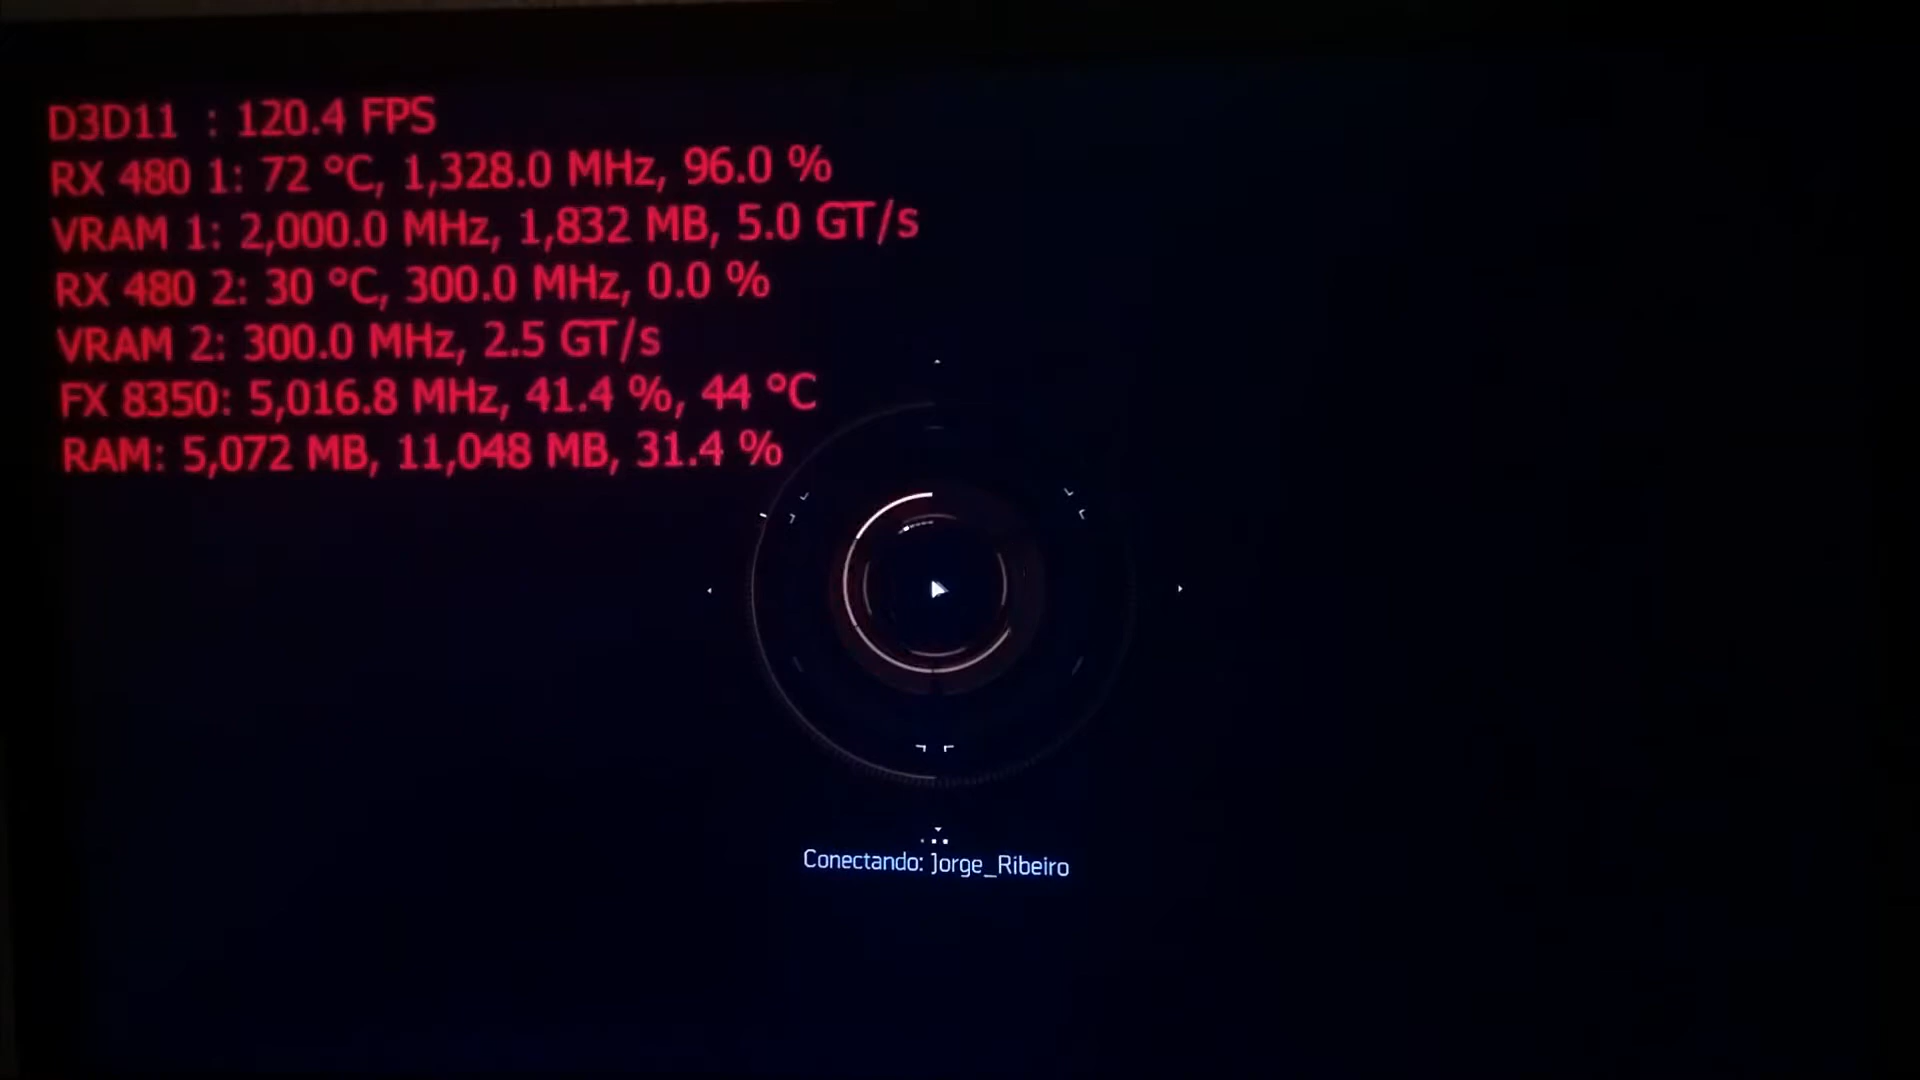 D3D11 : 120.4 FPS
RX 480 1: 72 °C, 1,328.0 MHz, 96.0 %
VRAM 1: 2,000.0 MHz, 1,832 MB, 5.0 GT/s
RX 480 2: 30 °C, 300.0 MHz, 0.0 %
VRAM 2: 300.0 MHz, 2.5 GT/s
FX 8350: 5,016.8 MHz, 41.4 %, 44 °C
RAM: 5,072 MB, 11,048 MB, 31.4 %
Conectando: Jorge_Ribeiro